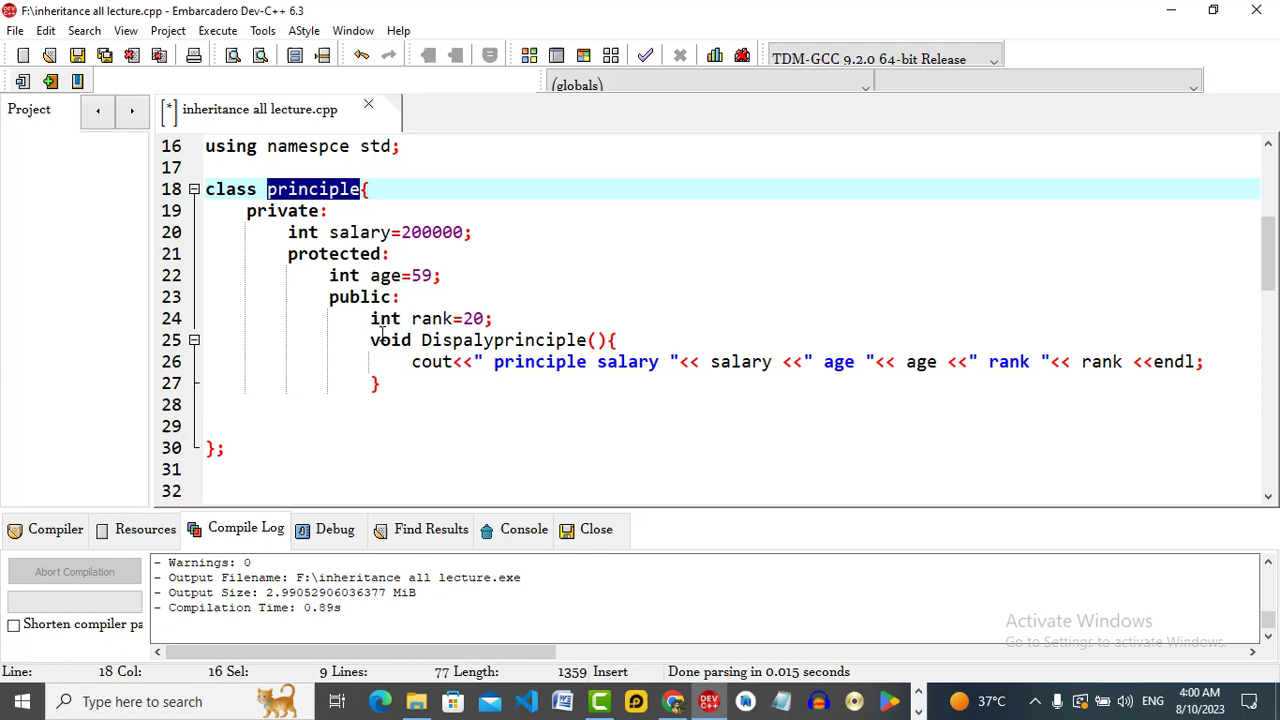 F:\inheritance all lecture.cpp - Embarcadero Dev-C++ 6.3
File Edit Search View Project Execute Tools AStyle Window Help
TDM-GCC 9.2.0 64-bit Release
(globals)
Project
[*] inheritance all lecture.cpp
16 using namespce std;
17
18 class principle{
19 private:
20 int salary=200000;
21 protected:
22 int age=59;
23 public:
24 int rank=20;
25 void Dispalyprinciple(){
26 cout<<" principle salary "<< salary <<" age "<< age <<" rank "<< rank <<endl;
27 }
28
29
30 };
31
32
Compiler Resources Compile Log Debug Find Results Console Close
- Warnings: 0
Abort Compilation
- Output Filename: F:\inheritance all lecture.exe
- Output Size: 2.99052906036377 MiB
- Compilation Time: 0.89s
Shorten compiler pa
Activate Windows
Go to Settings to activate Windows.
Line: 18 Col: 16 Sel: 9 Lines: 77 Length: 1359 Insert Done parsing in 0.015 seconds
Type here to search
37°C
ENG
4:00 AM
8/10/2023